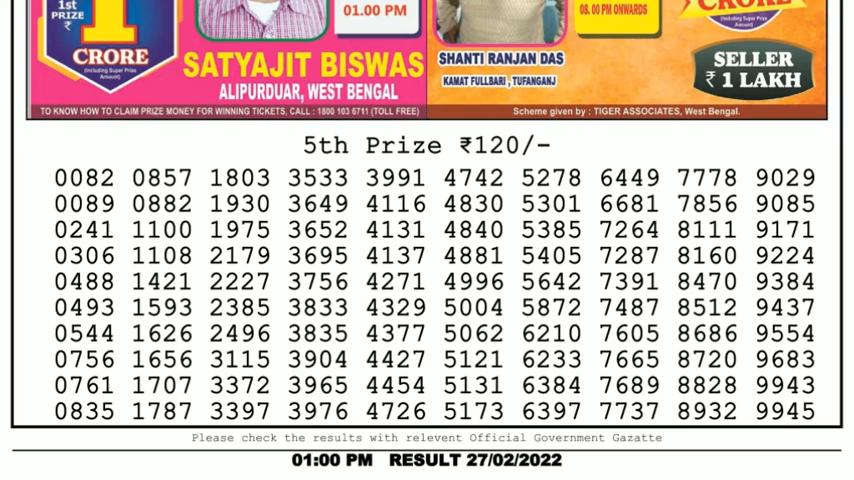 1st
PRIZE
₹
1
CRORE
(Including Super Prize
Amount)
01.00 PM
SATYAJIT BISWAS
ALIPURDUAR, WEST BENGAL
08.00 PM ONWARDS
SHANTI RANJAN DAS
KAMAT FULLBARI, TUFANGANJ
CRORE
(Including Super Prize
Amount)
SELLER
₹ 1 LAKH
TO KNOW HOW TO CLAIM PRIZE MONEY FOR WINNING TICKETS, CALL : 1800 103 6711 (TOLL FREE)
Scheme given by : TIGER ASSOCIATES, West Bengal.
5th Prize ₹120/-
0082 0857 1803 3533 3991 4742 5278 6449 7778 9029
0089 0882 1930 3649 4116 4830 5301 6681 7856 9085
0241 1100 1975 3652 4131 4840 5385 7264 8111 9171
0306 1108 2179 3695 4137 4881 5405 7287 8160 9224
0488 1421 2227 3756 4271 4996 5642 7391 8470 9384
0493 1593 2385 3833 4329 5004 5872 7487 8512 9437
0544 1626 2496 3835 4377 5062 6210 7605 8686 9554
0756 1656 3115 3904 4427 5121 6233 7665 8720 9683
0761 1707 3372 3965 4454 5131 6384 7689 8828 9943
0835 1787 3397 3976 4726 5173 6397 7737 8932 9945
Please check the results with relevent Official Government Gazatte
01:00 PM RESULT 27/02/2022